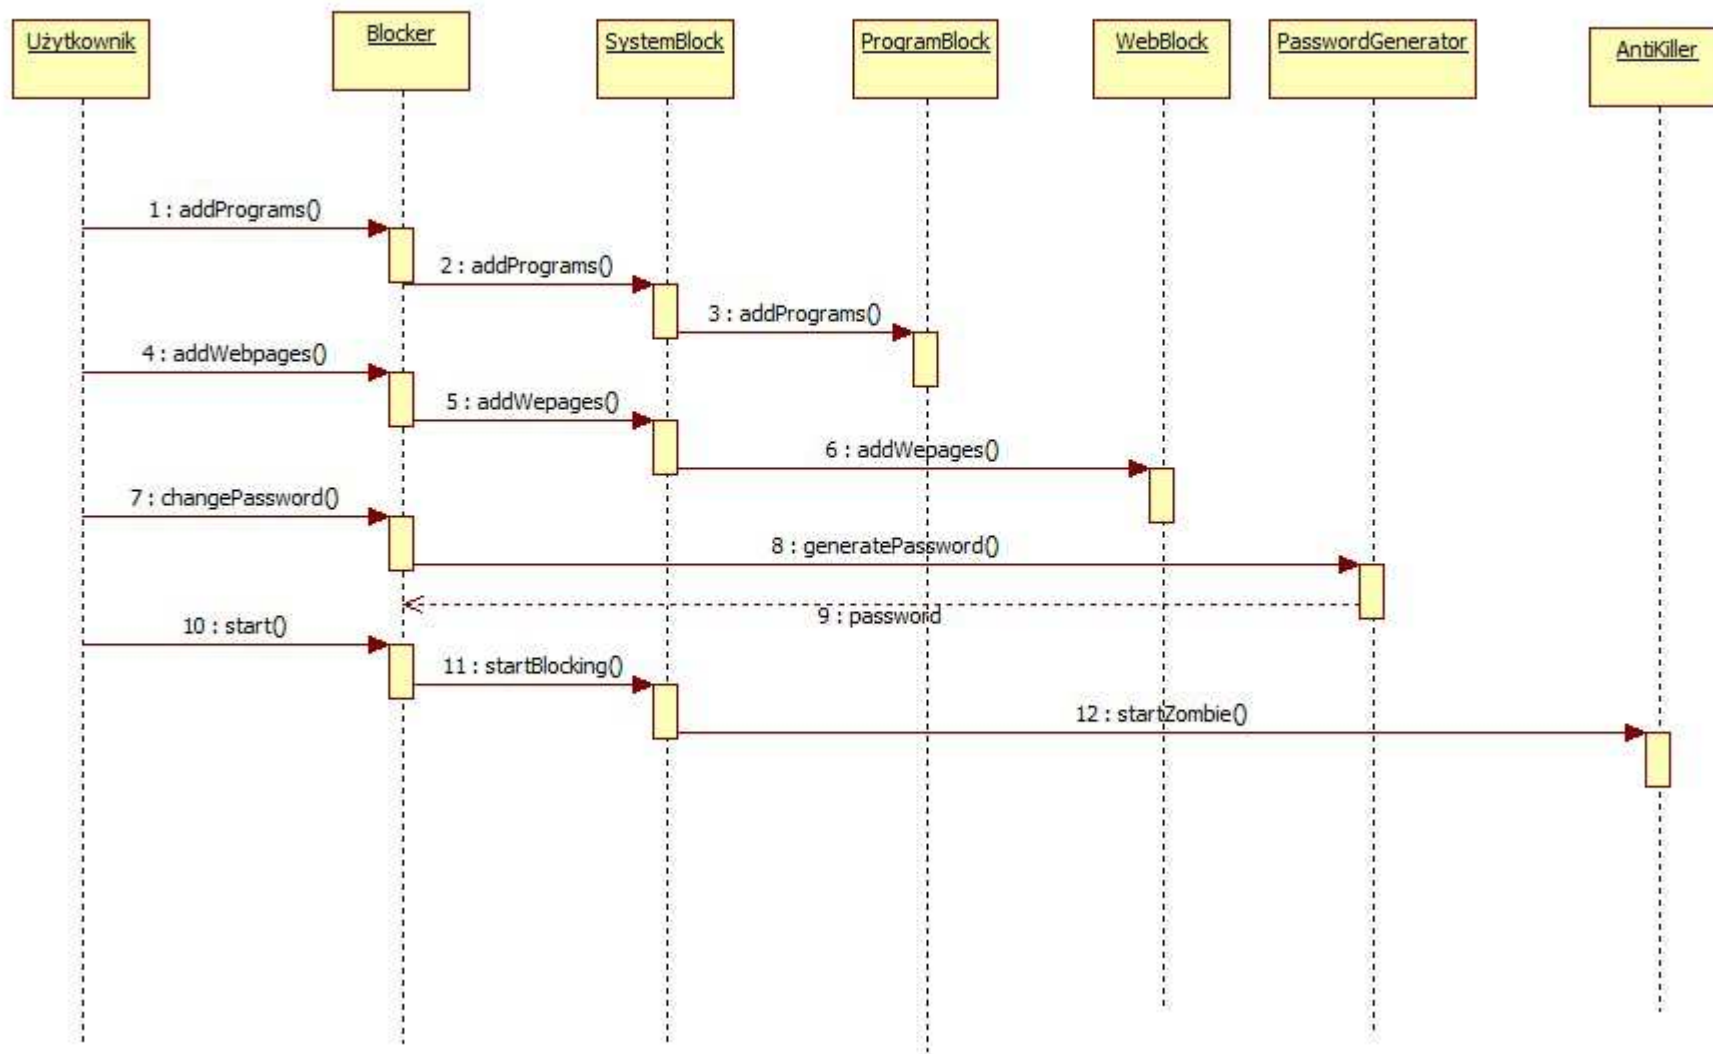 Użytkownik
Blocker
SystemBlock
ProgramBlock
WebBlock
PasswordGenerator
AntiKiller
1 : addPrograms()
2 : addPrograms()
3 : addPrograms()
4 : addWebpages()
5 : addWepages()
6 : addWepages()
7 : changePassword()
8 : generatePassword()
9 : password
10 : start()
11 : startBlocking()
12 : startZombie()